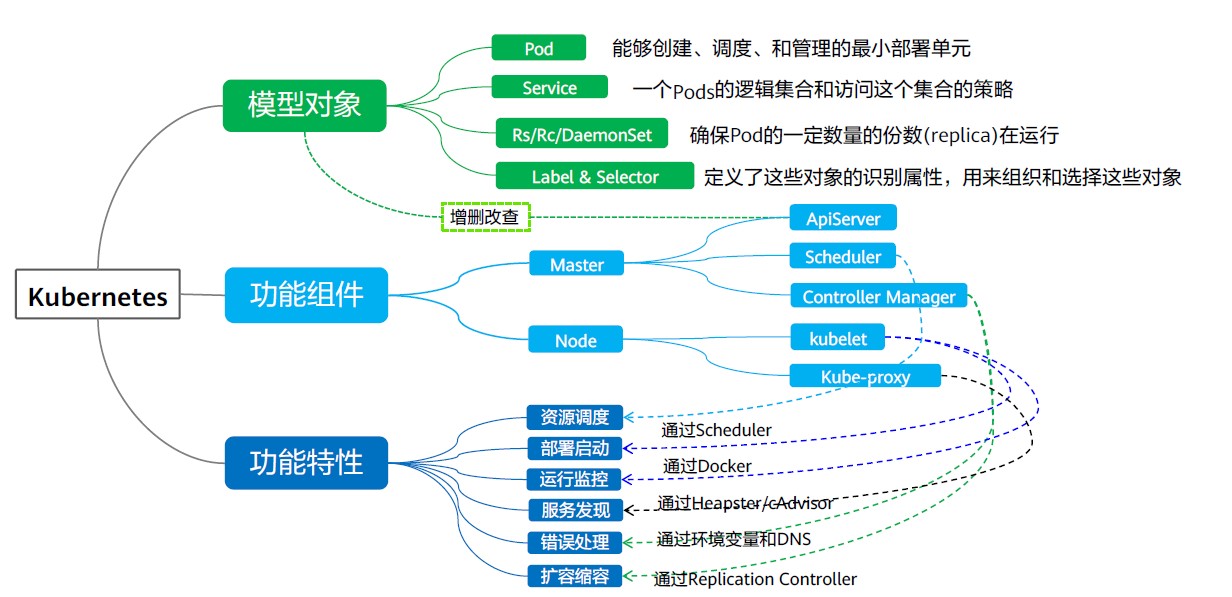 Pod
能够创建、调度、和管理的最小部署单元
Service
一个Pods的逻辑集合和访问这个集合的策略
模型对象
Rs/Rc/DaemonSet
确保Pod的一定数量的份数(replica)在运行
Label & Selector
定义了这些对象的识别属性，用来组织和选择这些对象
增删改查
ApiServer
Master
Scheduler
Kubernetes
功能组件
Controller Manager
Node
kubelet
Kube-proxy
资源调度
通过Scheduler
部署启动
功能特性
通过Docker
运行监控
通过Heapster/cAdvisor
服务发现
通过环境变量和DNS
错误处理
扩容缩容
通过Replication Controller